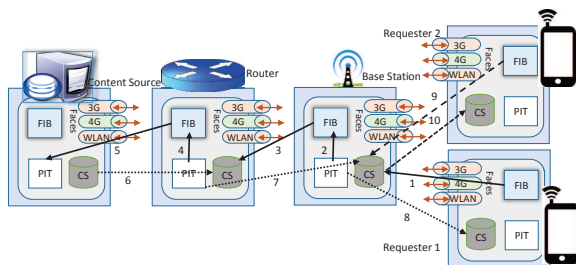 Requester 2
3G
4G
WLAN
Faces
FIB
CS
PIT
Content Source
Router
Base Station
9
10
FIB
3G
4G
WLAN
Faces
PIT
CS
5
6
FIB
3G
4G
WLAN
Faces
4
PIT
CS
3
7
FIB
3G
4G
WLAN
Faces
2
PIT
CS
1
8
3G
4G
WLAN
Faces
FIB
CS
PIT
Requester 1